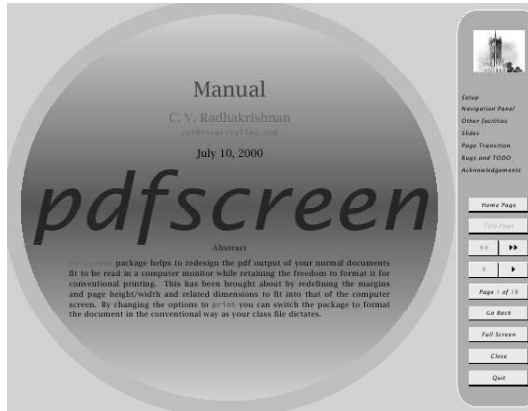 Manual
C. V. Radhakrishnan
cvr@river-valley.com
July 10, 2000
pdfscreen
Abstract
pdfscreen package helps to redesign the pdf output of your normal documents
fit to be read in a computer monitor while retaining the freedom to format it for
conventional printing. This has been brought about by redefining the margins
and page height/width and related dimensions to fit into that of the computer
screen. By changing the options to print you can switch the package to format
the document in the conventional way as your class file dictates.
Setup
Navigation Panel
Other facilities
Slides
Page Transition
Bugs and TODO
Acknowledgements
Home Page
Title Page
Page 1 of 18
Go Back
Full Screen
Close
Quit